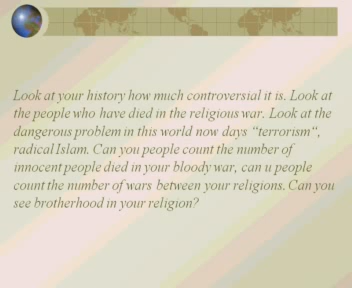 Look at your history how much controversial it is. Look at
the people who have died in the religious war. Look at the
dangerous problem in this world now days “terrorism“,
radical Islam. Can you people count the number of
innocent people died in your bloody war, can u people
count the number of wars between your religions. Can you
see brotherhood in your religion?